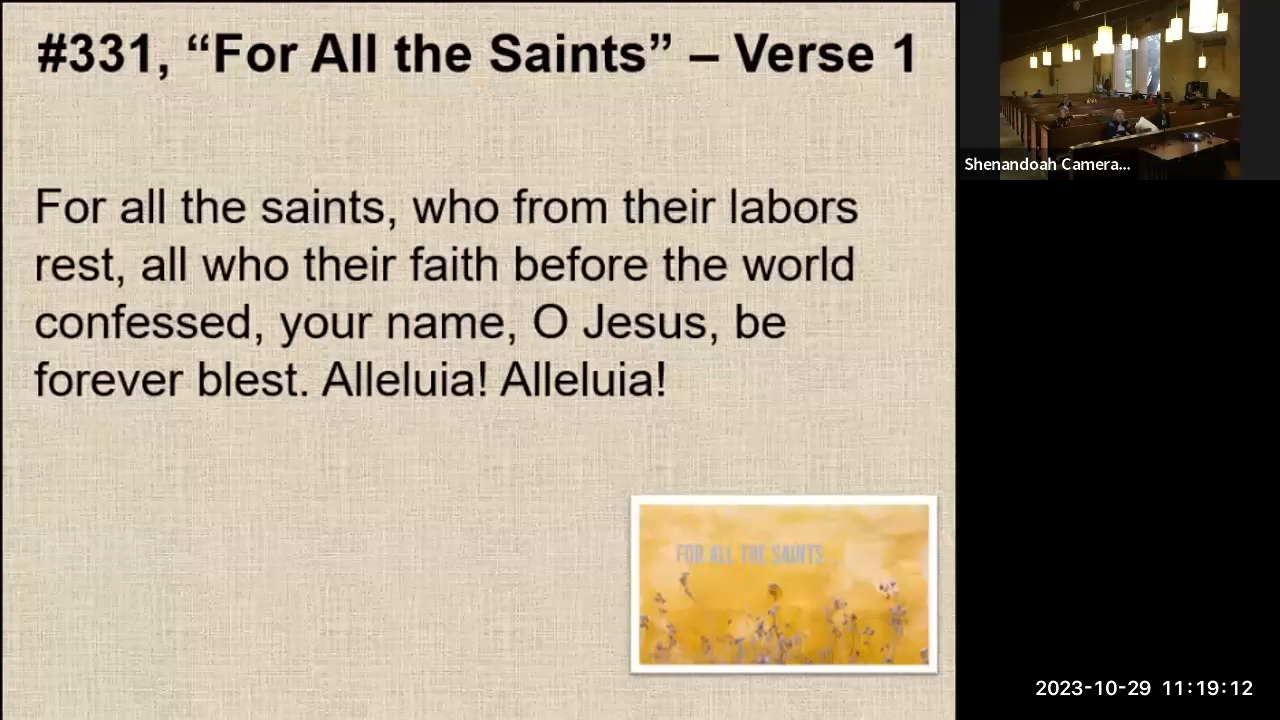 #331, “For All the Saints” – Verse 1
For all the saints, who from their labors
rest, all who their faith before the world
confessed, your name, O Jesus, be
forever blest. Alleluia! Alleluia!
FOR ALL THE SAINTS
Shenandoah Camera...
2023-10-29 11:19:12